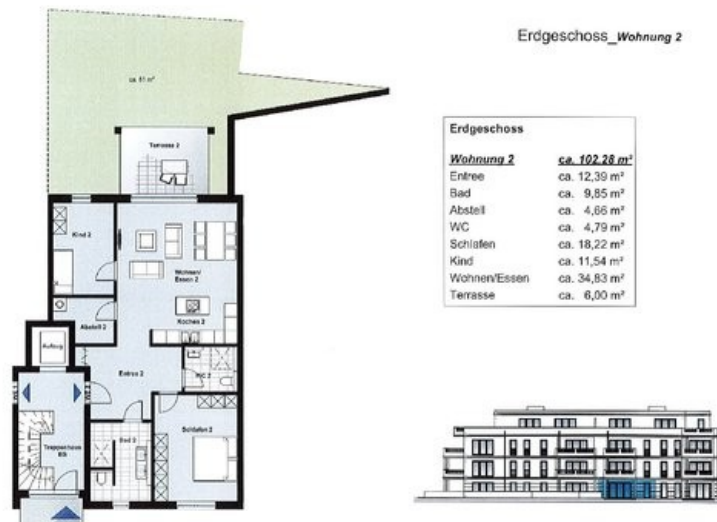 Erdgeschoss_Wohnung 2
Erdgeschoss
Wohnung 2 ca. 102,28 m²
Entree ca. 12,39 m²
Bad ca. 9,85 m²
Abstell ca. 4,66 m²
WC ca. 4,79 m²
Schlafen ca. 18,22 m²
Kind ca. 11,54 m²
Wohnen/Essen ca. 34,83 m²
Terrasse ca. 6,00 m²
Terrasse 2
Kind 2
Wohnen/
Essen 2
Kochen 2
Abstell 2
Aufzug
Entree 2
WC 2
Schlafen 2
Bad 2
Treppenhaus
EG